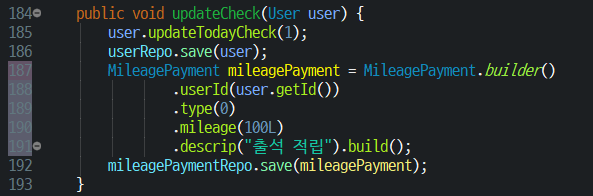 184 public void updateCheck(User user) {
185 user.updateTodayCheck(1);
186 userRepo.save(user);
187 MileagePayment mileagePayment = MileagePayment.builder()
188 .userId(user.getId())
189 .type(0)
190 .mileage(100L)
191 .descrip("출석 적립").build();
192 mileagePaymentRepo.save(mileagePayment);
193 }